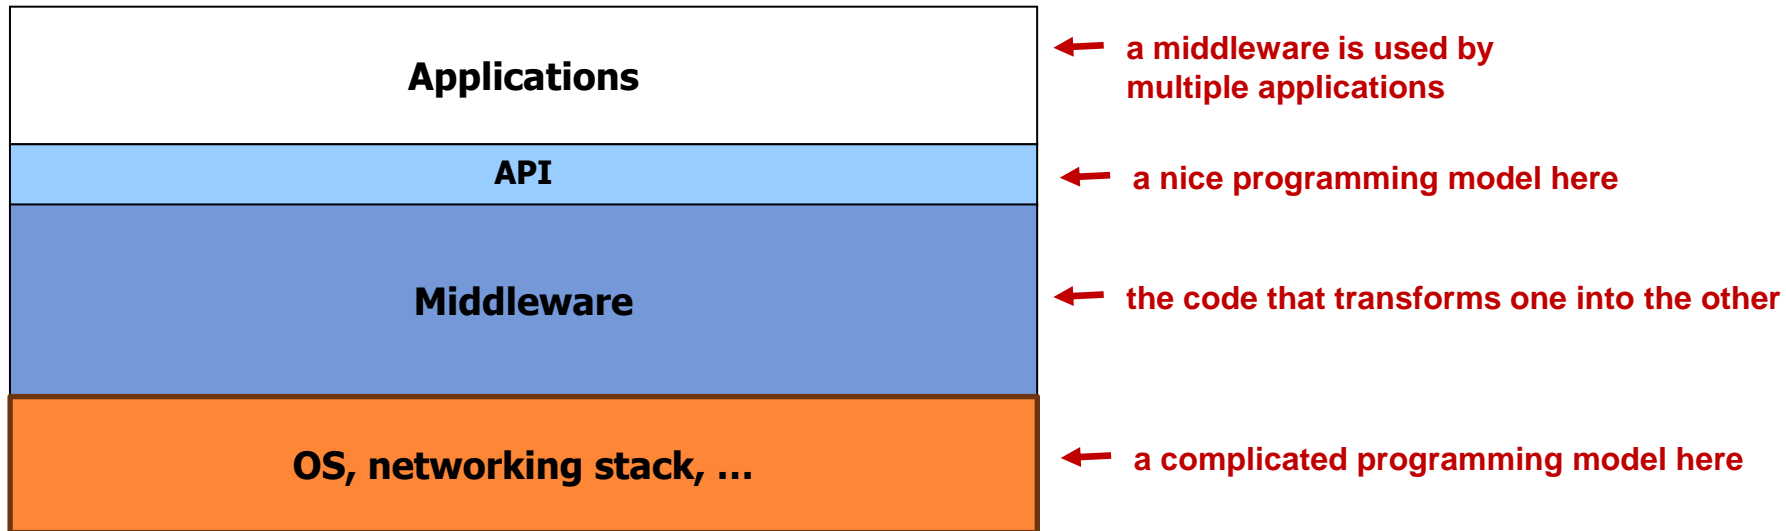 Applications
a middleware is used by
multiple applications
API
a nice programming model here
Middleware
the code that transforms one into the other
OS, networking stack, ...
a complicated programming model here